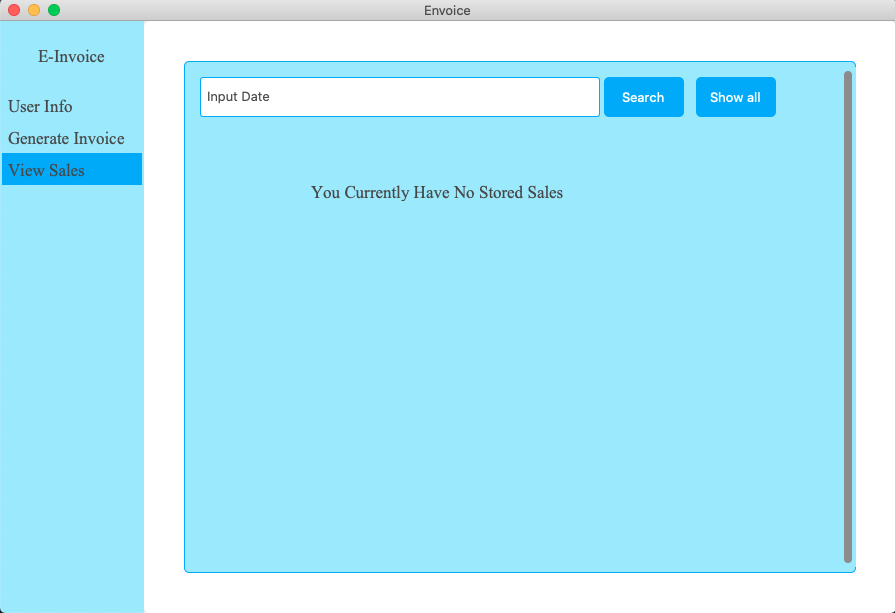 Envoice
E-Invoice
User Info
Generate Invoice
View Sales
Input Date
Search
Show all
You Currently Have No Stored Sales